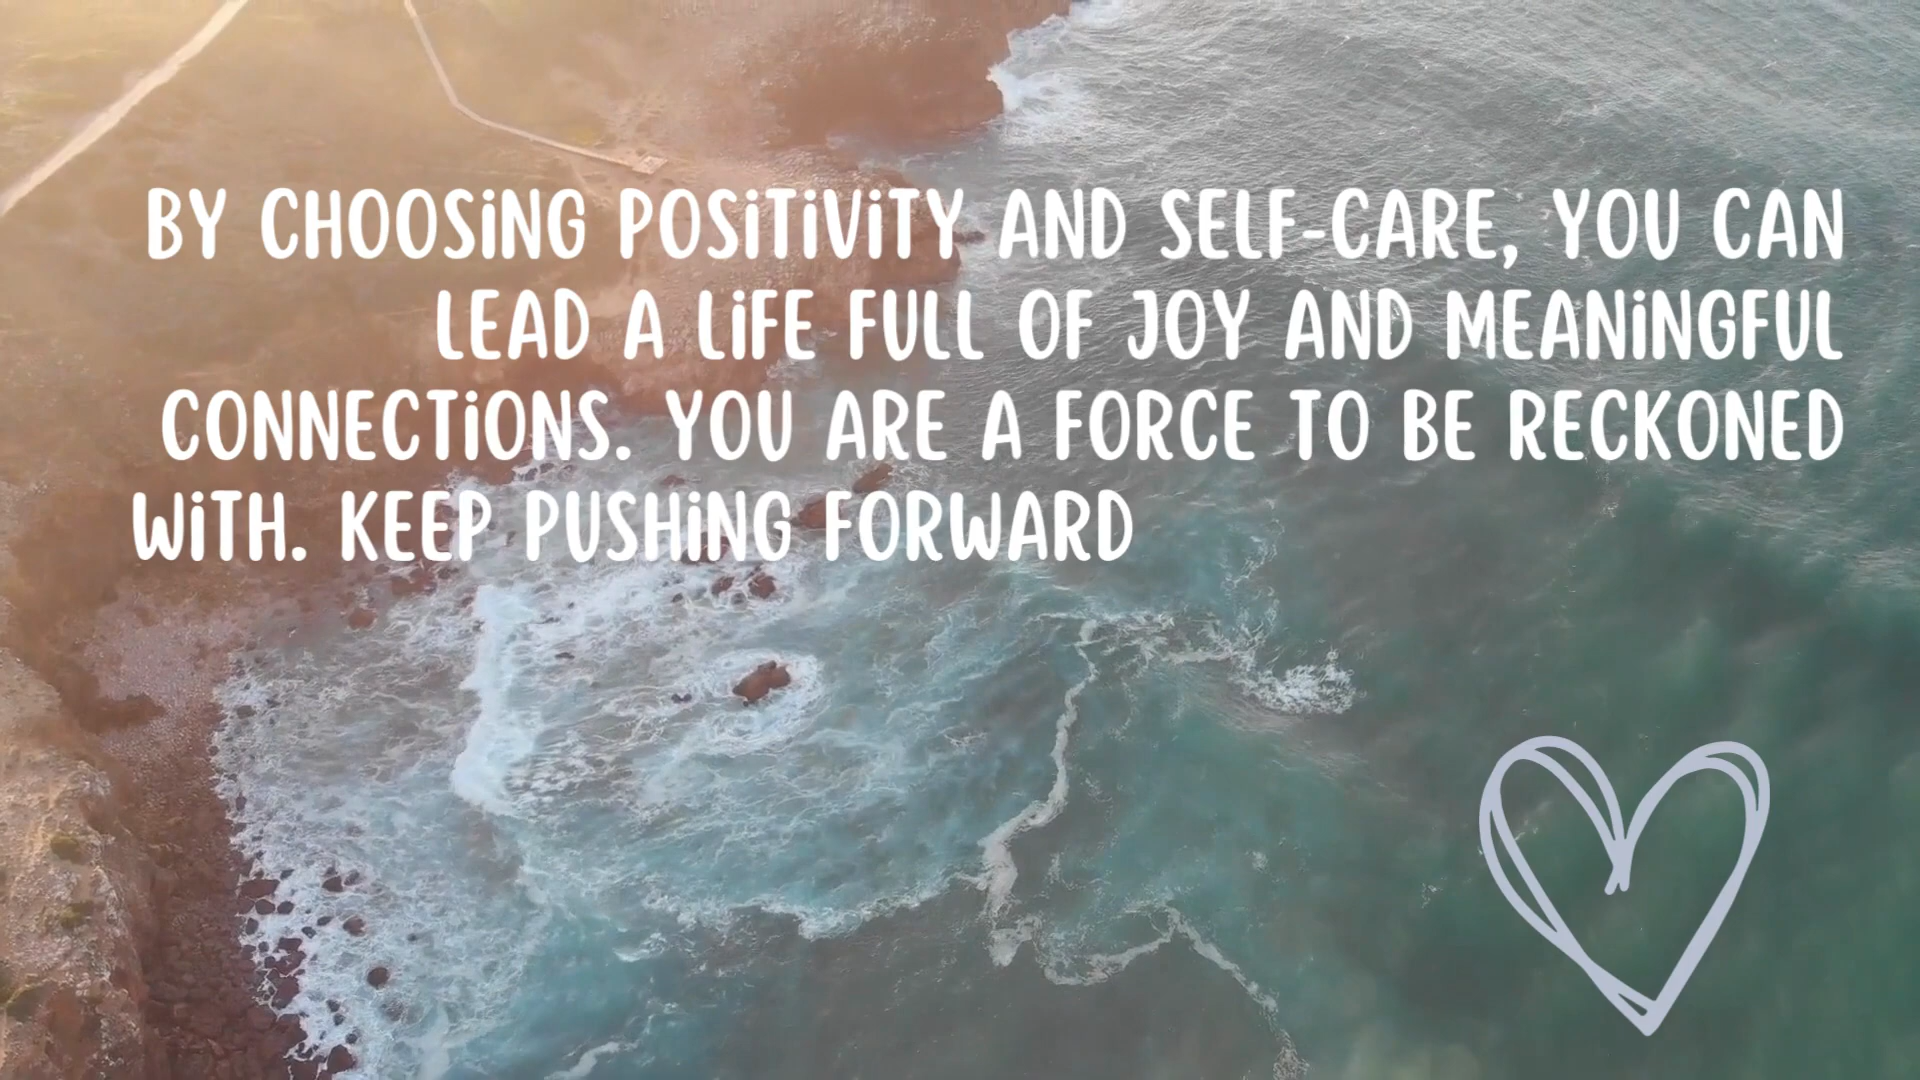 BY CHOOSiNG POSiTiViTY AND SELF-CARE, YOU CAN
LEAD A LiFE FULL OF JOY AND MEANiNGFUL
CONNECTiONS. YOU ARE A FORCE TO BE RECKONED
WiTH. KEEP PUSHiNG FORWARD